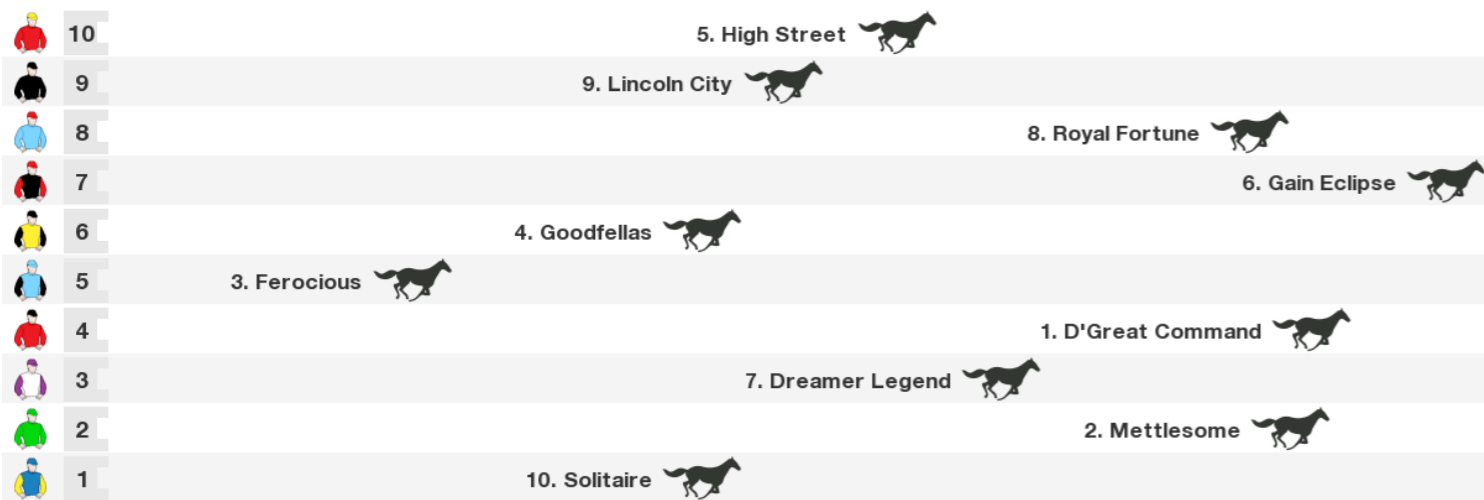 10 5. High Street
9 9. Lincoln City
8 8. Royal Fortune
7 6. Gain Eclipse
6 4. Goodfellas
5 3. Ferocious
4 1. D'Great Command
3 7. Dreamer Legend
2 2. Mettlesome
1 10. Solitaire